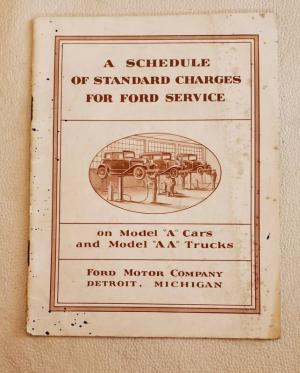 A SCHEDULE
OF STANDARD CHARGES
FOR FORD SERVICE
on Model "A" Cars
and Model "AA" Trucks
FORD MOTOR COMPANY
DETROIT, MICHIGAN